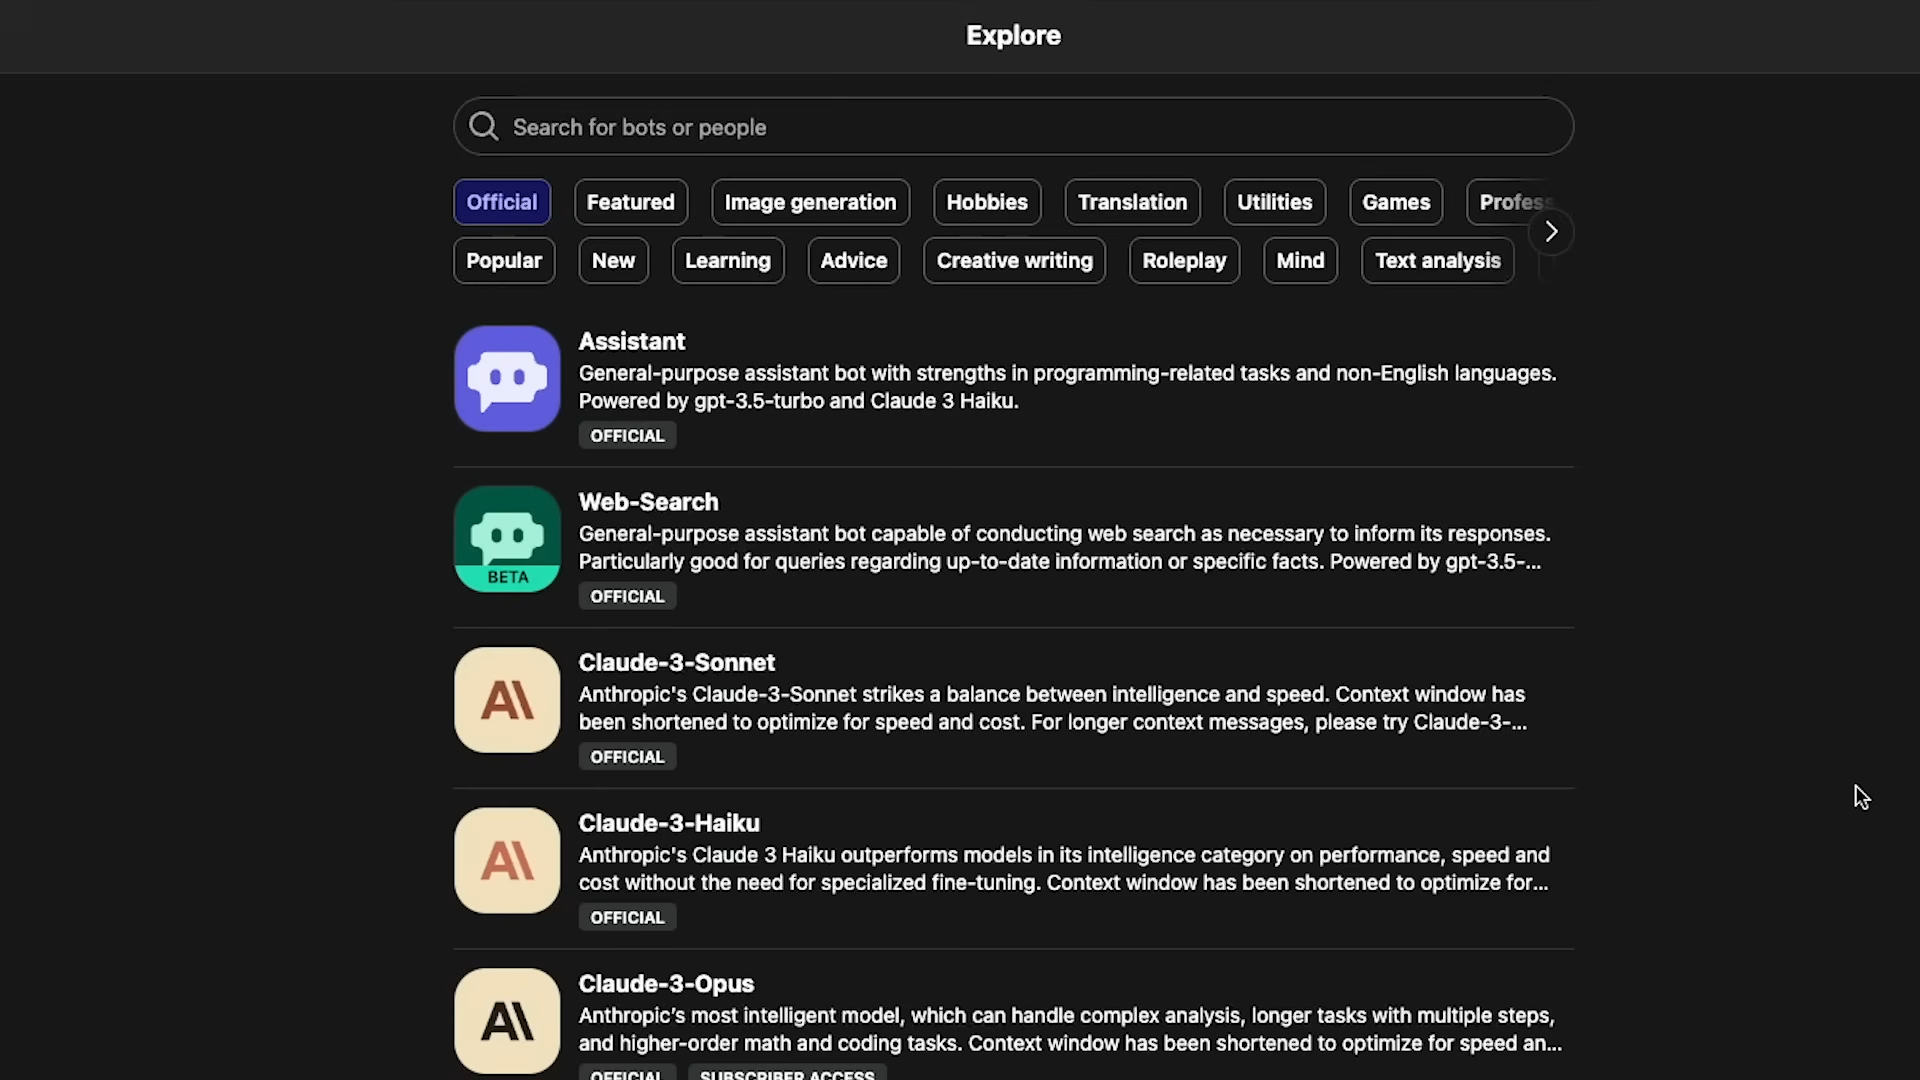 Explore
Search for bots or people
Official Featured Image generation Hobbies Translation Utilities Games Profess
Popular New Learning Advice Creative writing Roleplay Mind Text analysis
Assistant
General-purpose assistant bot with strengths in programming-related tasks and non-English languages.
Powered by gpt-3.5-turbo and Claude 3 Haiku.
OFFICIAL
Web-Search
General-purpose assistant bot capable of conducting web search as necessary to inform its responses.
Particularly good for queries regarding up-to-date information or specific facts. Powered by gpt-3.5-...
BETA
OFFICIAL
Claude-3-Sonnet
Anthropic's Claude-3-Sonnet strikes a balance between intelligence and speed. Context window has
been shortened to optimize for speed and cost. For longer context messages, please try Claude-3-...
OFFICIAL
Claude-3-Haiku
Anthropic's Claude 3 Haiku outperforms models in its intelligence category on performance, speed and
cost without the need for specialized fine-tuning. Context window has been shortened to optimize for...
OFFICIAL
Claude-3-Opus
Anthropic's most intelligent model, which can handle complex analysis, longer tasks with multiple steps,
and higher-order math and coding tasks. Context window has been shortened to optimize for speed an...
OFFICIAL SUBSCRIBER ACCESS